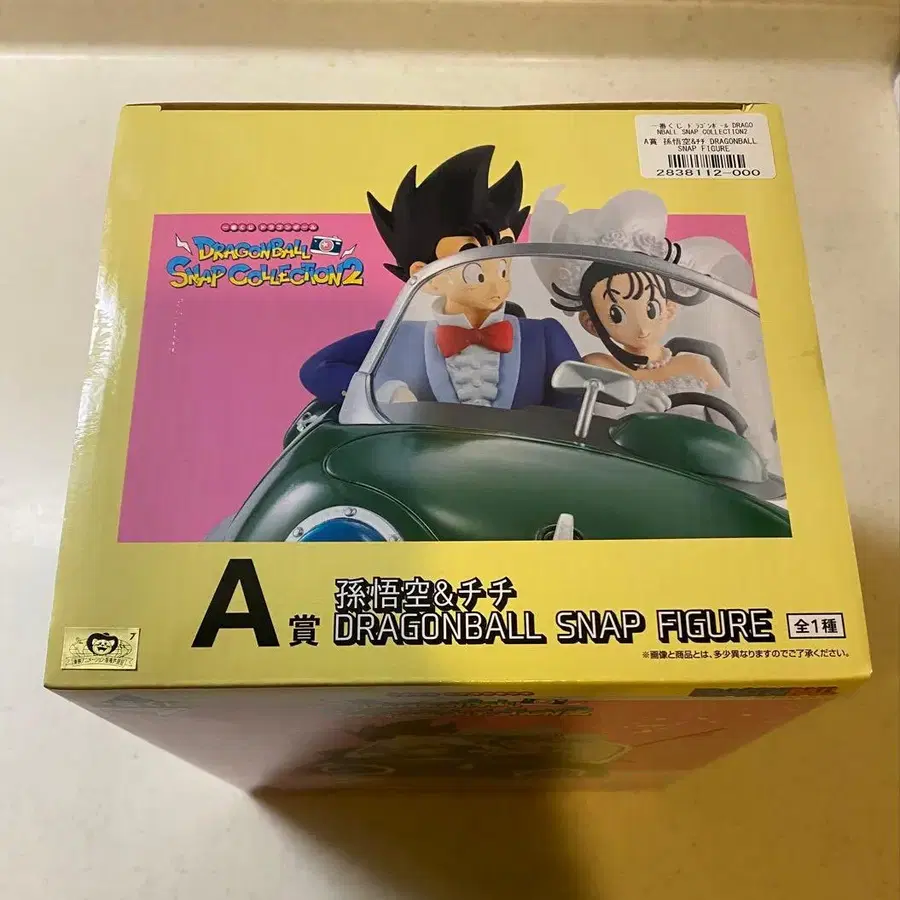 一番くじ ドラゴンボール DRAGO
NBALL SNAP COLLECTION2
A賞 孫悟空&チチ DRAGONBALL
SNAP FIGURE
2838112-000
DRAGONBALL
SNAP COLLECTION2
A賞
孫悟空&チチ
DRAGONBALL SNAP FIGURE
全1種
※画像と商品とは、多少異なりますのでご了承ください。
7